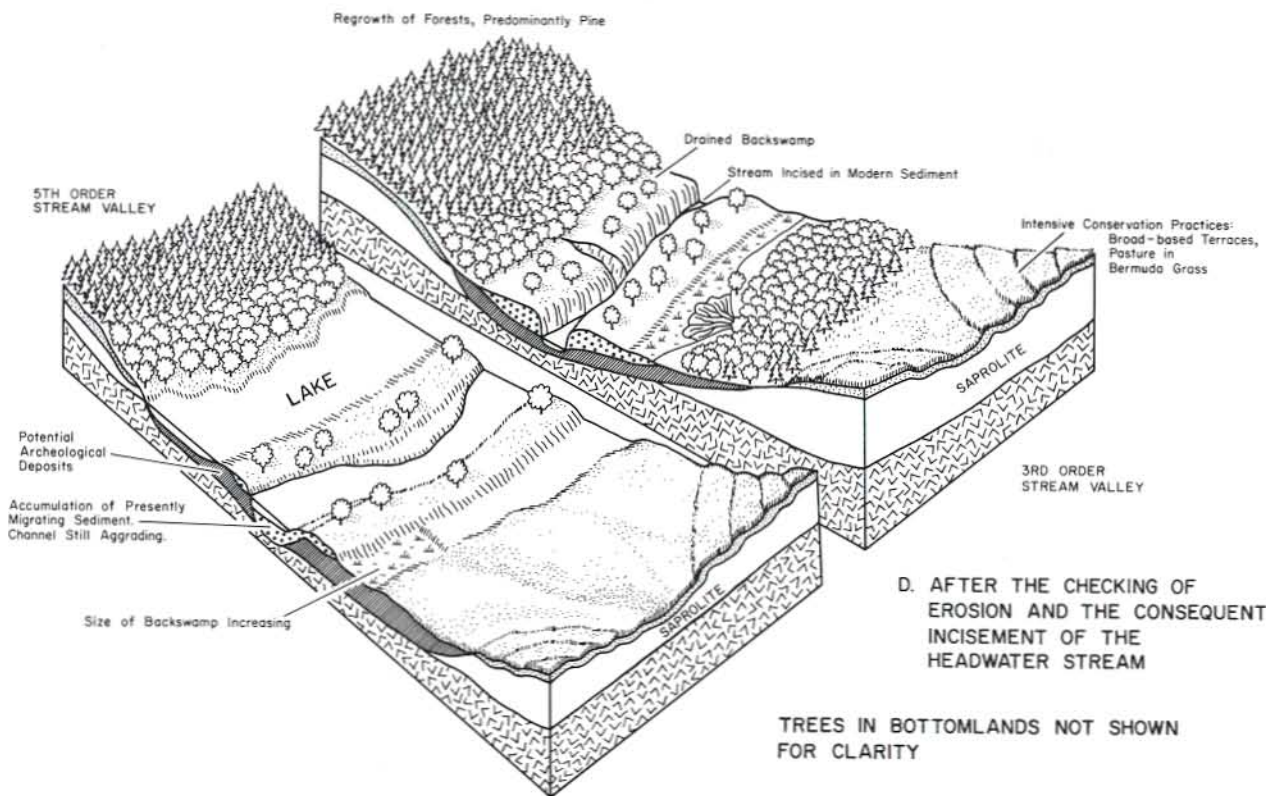 Regrowth of Forests, Predominantly Pine
Drained Backswamp
Stream Incised in Modern Sediment
5TH ORDER
STREAM VALLEY
Intensive Conservation Practices:
Broad-based Terraces,
Pasture in
Bermuda Grass
SAPROLITE
LAKE
Potential
Archeological
Deposits
3RD ORDER
STREAM VALLEY
Accumulation of Presently
Migrating Sediment.
Channel Still Aggrading.
Size of Backswamp Increasing
SAPROLITE
D. AFTER THE CHECKING OF
EROSION AND THE CONSEQUENT
INCISEMENT OF THE
HEADWATER STREAM
TREES IN BOTTOMLANDS NOT SHOWN
FOR CLARITY